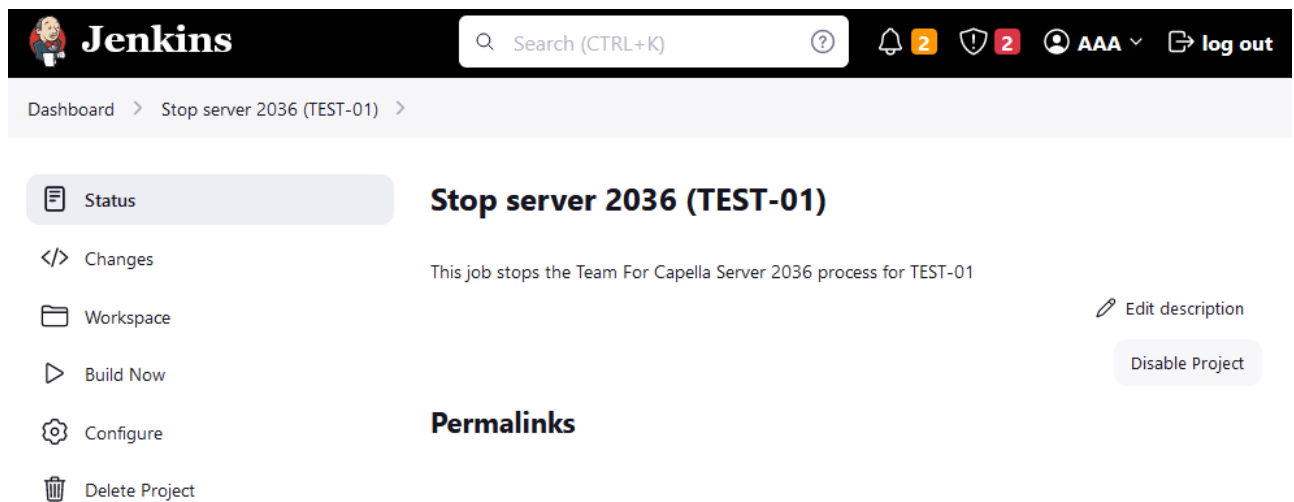 Jenkins
Search (CTRL+K)
2
2
AAA
log out
Dashboard > Stop server 2036 (TEST-01) >
Status
Changes
Workspace
Build Now
Configure
Delete Project
Stop server 2036 (TEST-01)
This job stops the Team For Capella Server 2036 process for TEST-01
Edit description
Disable Project
Permalinks